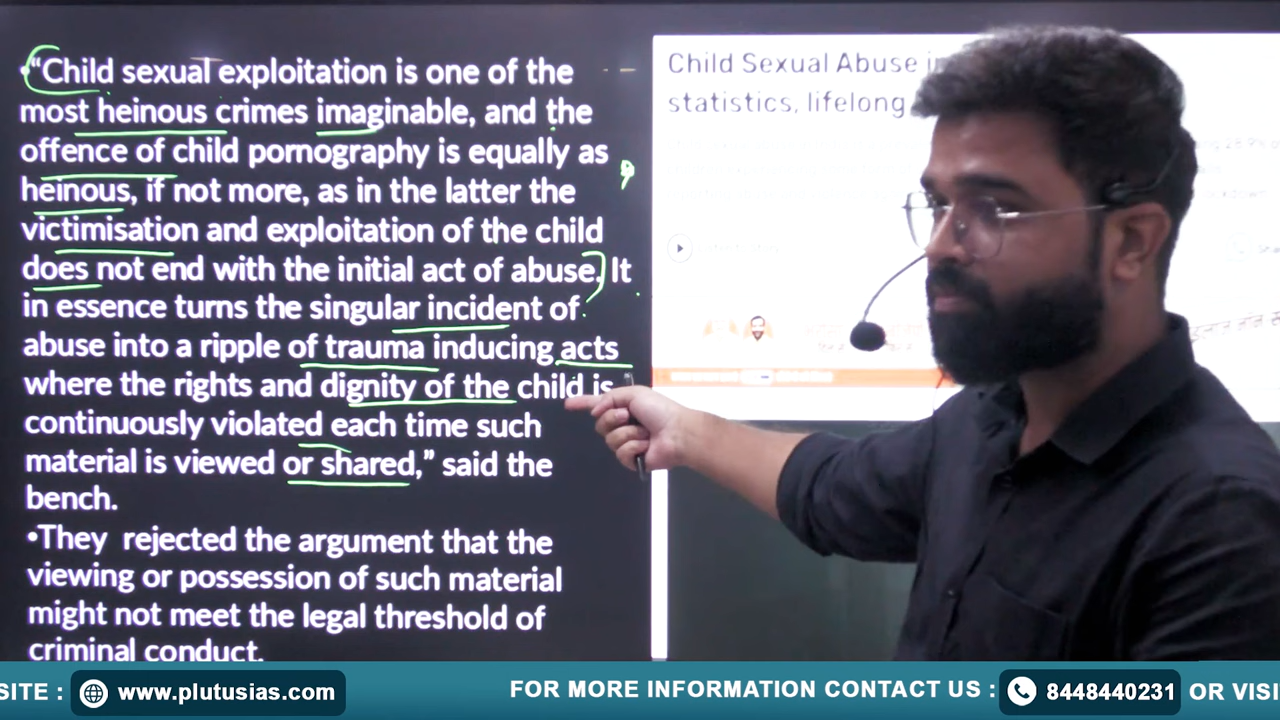 •“Child sexual exploitation is one of the
most heinous crimes imaginable, and the
offence of child pornography is equally as
heinous, if not more, as in the latter the
victimisation and exploitation of the child
does not end with the initial act of abuse. It
in essence turns the singular incident of
abuse into a ripple of trauma inducing acts
where the rights and dignity of the child is
continuously violated each time such
material is viewed or shared,” said the
bench.
•They rejected the argument that the
viewing or possession of such material
might not meet the legal threshold of
criminal conduct.
Child Sexual Abuse
statistics, lifelong
SITE : www.plutusias.com
FOR MORE INFORMATION CONTACT US : 8448440231 OR VISI